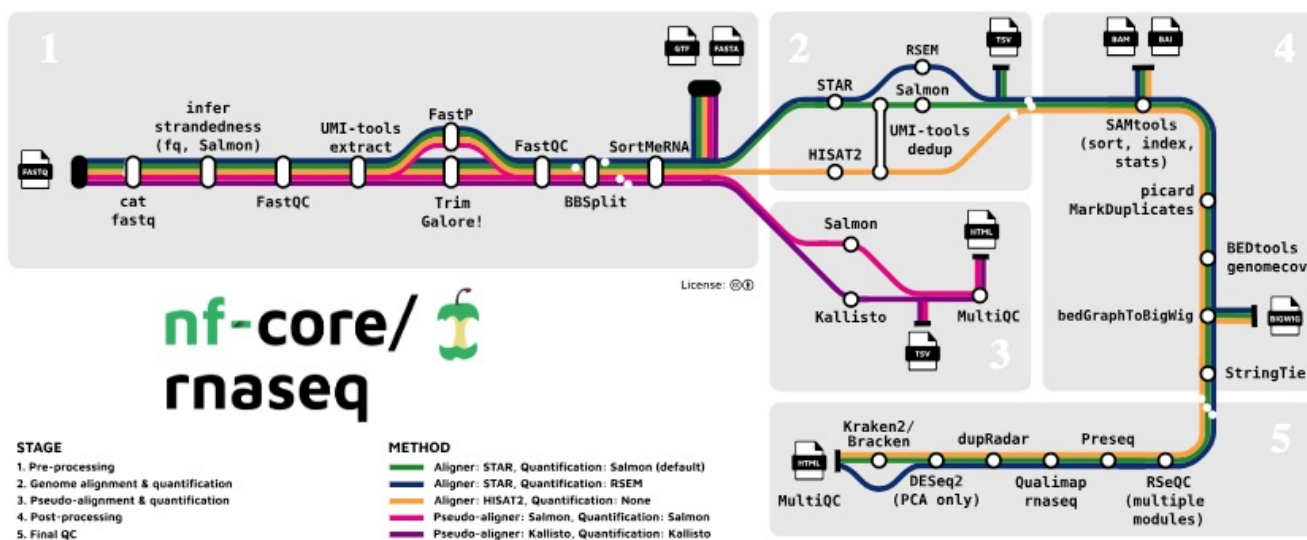 1
GTF
FASTA
infer
strandedness
(fq, Salmon)
UMI-tools
extract
FastP
FastQC
SortMeRNA
FASTQ
cat
fastq
FastQC
Trim
Galore!
BBSplit
2
TSV
RSEM
STAR
Salmon
UMI-tools
dedup
HISAT2
4
BAM
BAI
SAMtools
(sort, index,
stats)
picard
MarkDuplicates
BEDtools
genomecov
bedGraphToBigWig
BIGWIG
StringTie
Salmon
HTML
Kallisto
MultiQC
TSV
3
License: cc
nf-core/
rnaseq
5
Kraken2/
Bracken
dupRadar
Preseq
HTML
MultiQC
DESeq2
(PCA only)
Qualimap
rnaseq
RSeQC
(multiple
modules)
STAGE
1. Pre-processing
2. Genome alignment & quantification
3. Pseudo-alignment & quantification
4. Post-processing
5. Final QC
METHOD
Aligner: STAR, Quantification: Salmon (default)
Aligner: STAR, Quantification: RSEM
Aligner: HISAT2, Quantification: None
Pseudo-aligner: Salmon, Quantification: Salmon
Pseudo-aligner: Kallisto, Quantification: Kallisto